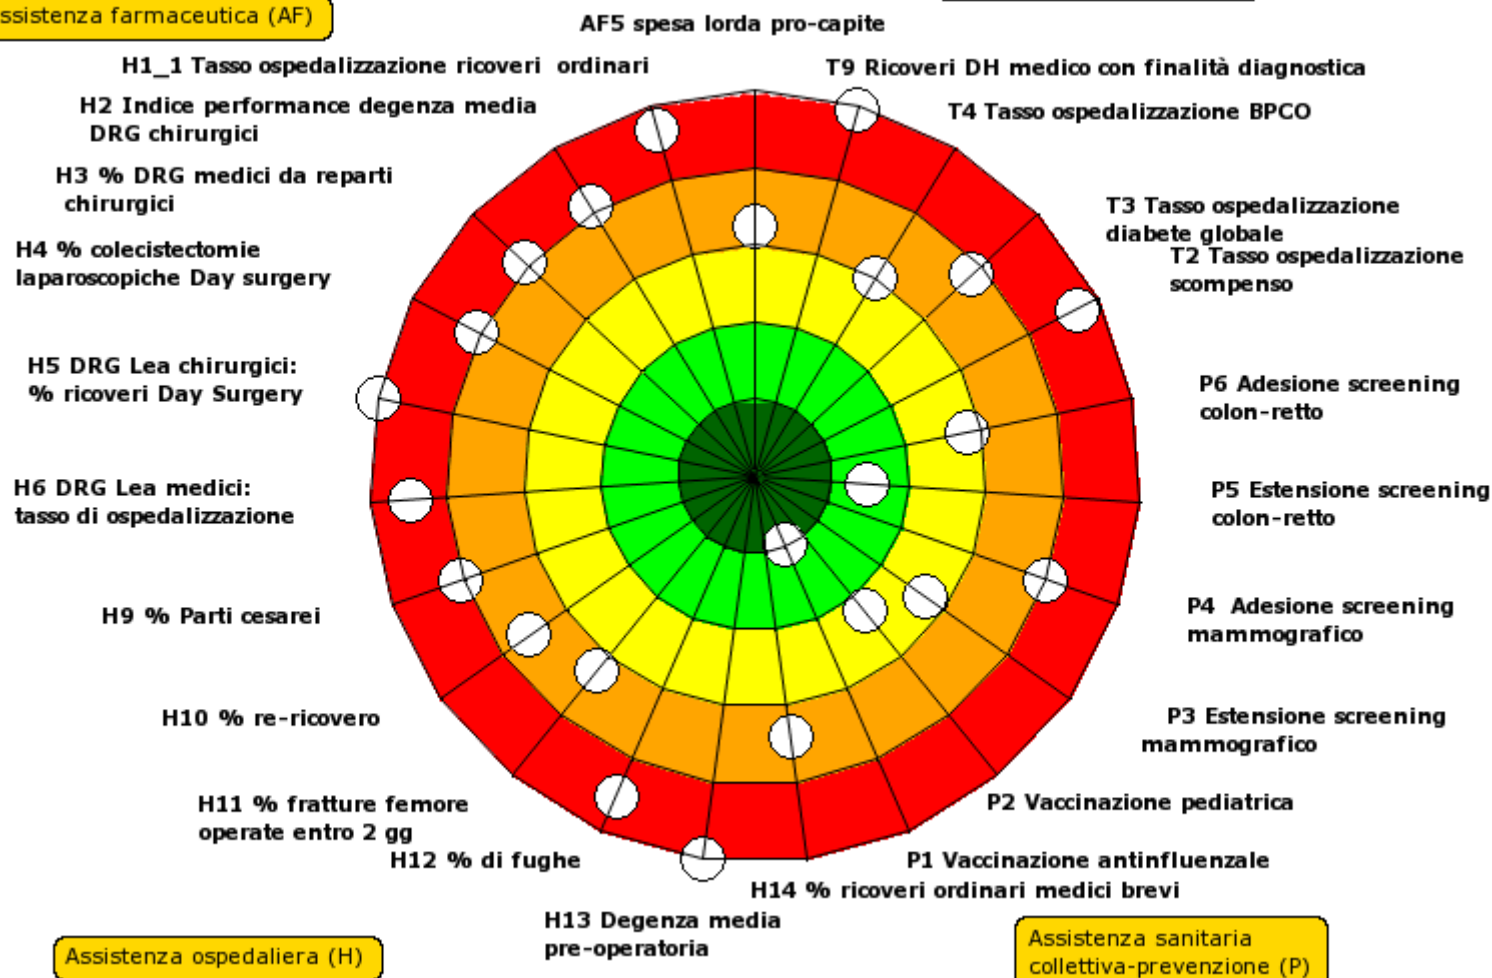 ssistenza farmaceutica (AF)
AF5 spesa lorda pro-capite
H1_1 Tasso ospedalizzazione ricoveri ordinari
T9 Ricoveri DH medico con finalità diagnostica
H2 Indice performance degenza media
DRG chirurgici
T4 Tasso ospedalizzazione BPCO
H3 % DRG medici da reparti
chirurgici
T3 Tasso ospedalizzazione
diabete globale
H4 % colecistectomie
laparoscopiche Day surgery
T2 Tasso ospedalizzazione
scompenso
H5 DRG Lea chirurgici:
% ricoveri Day Surgery
P6 Adesione screening
colon-retto
H6 DRG Lea medici:
tasso di ospedalizzazione
P5 Estensione screening
colon-retto
H9 % Parti cesarei
P4 Adesione screening
mammografico
H10 % re-ricovero
P3 Estensione screening
mammografico
H11 % fratture femore
operate entro 2 gg
P2 Vaccinazione pediatrica
H12 % di fughe
P1 Vaccinazione antinfluenzale
H14 % ricoveri ordinari medici brevi
H13 Degenza media
pre-operatoria
Assistenza ospedaliera (H)
Assistenza sanitaria
collettiva-prevenzione (P)